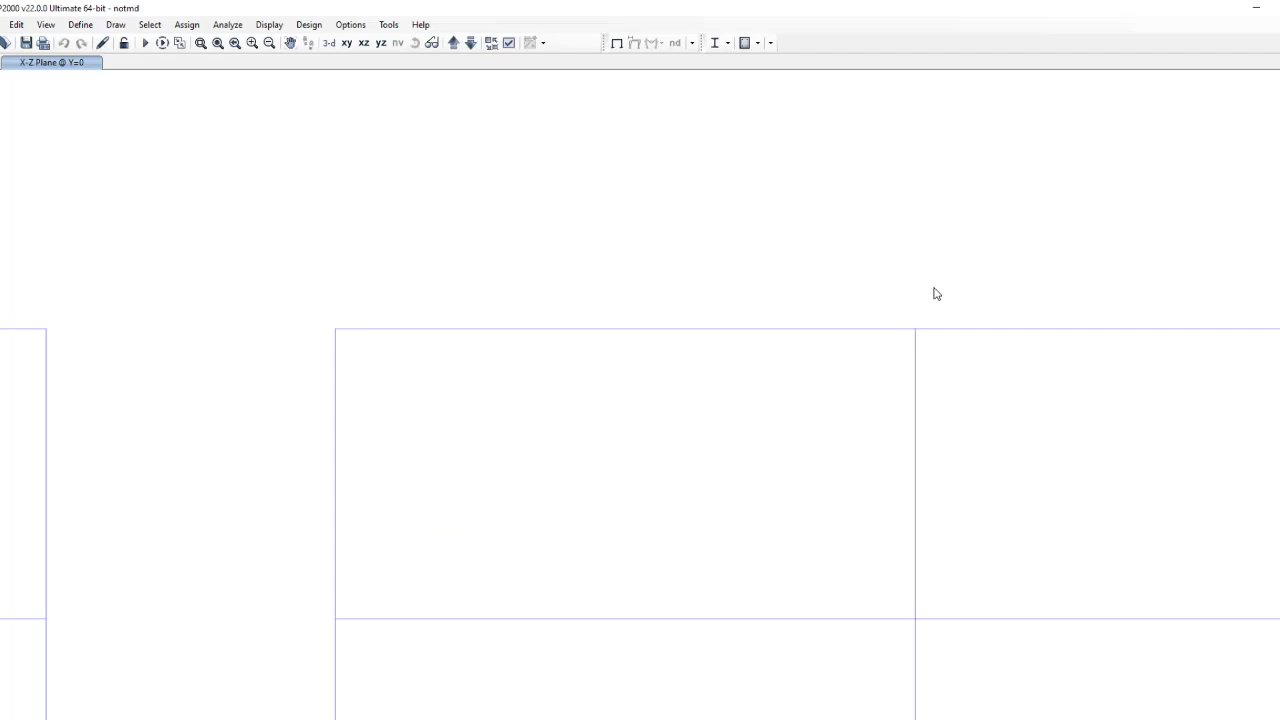 P2000 v22.0.0 Ultimate 64-bit - notmd
Edit View Define Draw Select Assign Analyze Display Design Options Tools Help
3-d xy xz yz nv nd
X-Z Plane @ Y=0